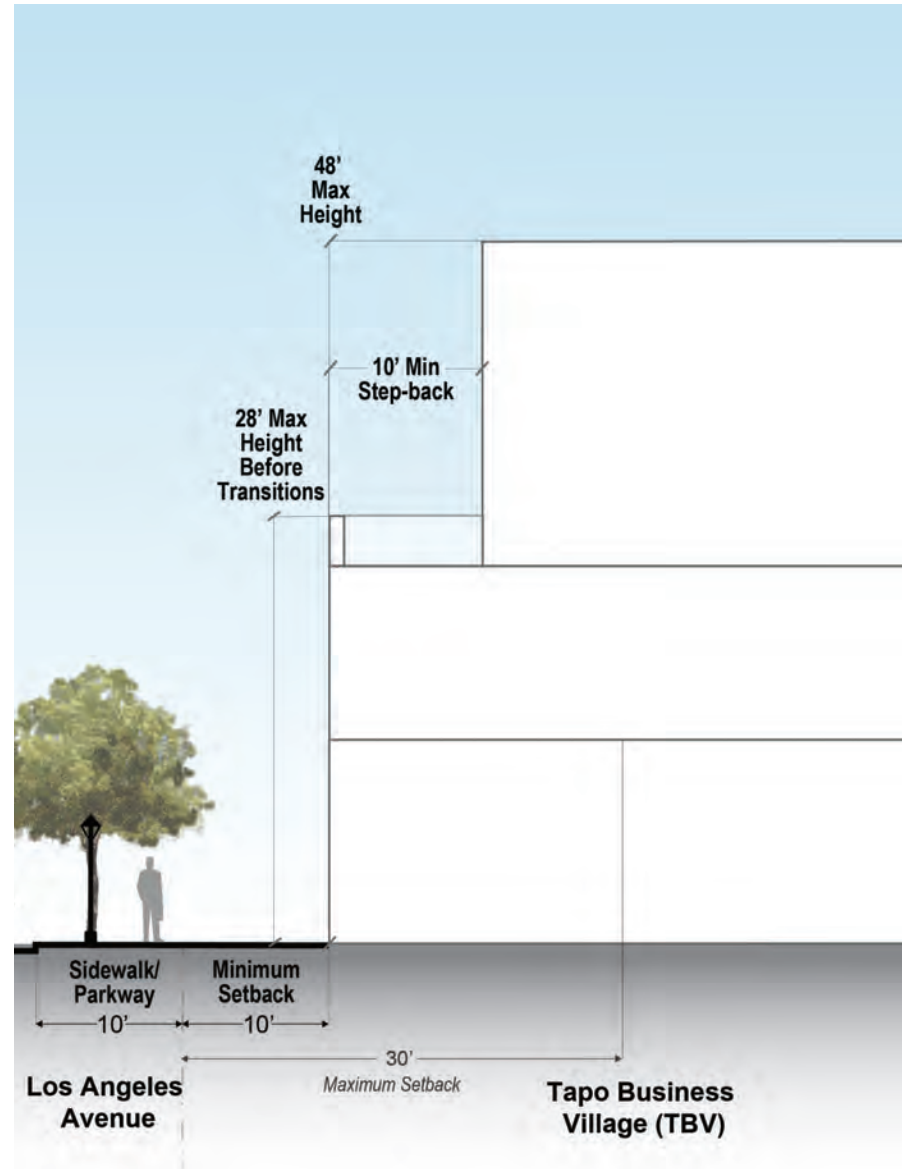 48’
Max
Height
10’ Min
Step-back
28’ Max
Height
Before
Transitions
Sidewalk/
Parkway
10’
Minimum
Setback
10’
30’
Maximum Setback
Los Angeles
Avenue
Tapo Business
Village (TBV)